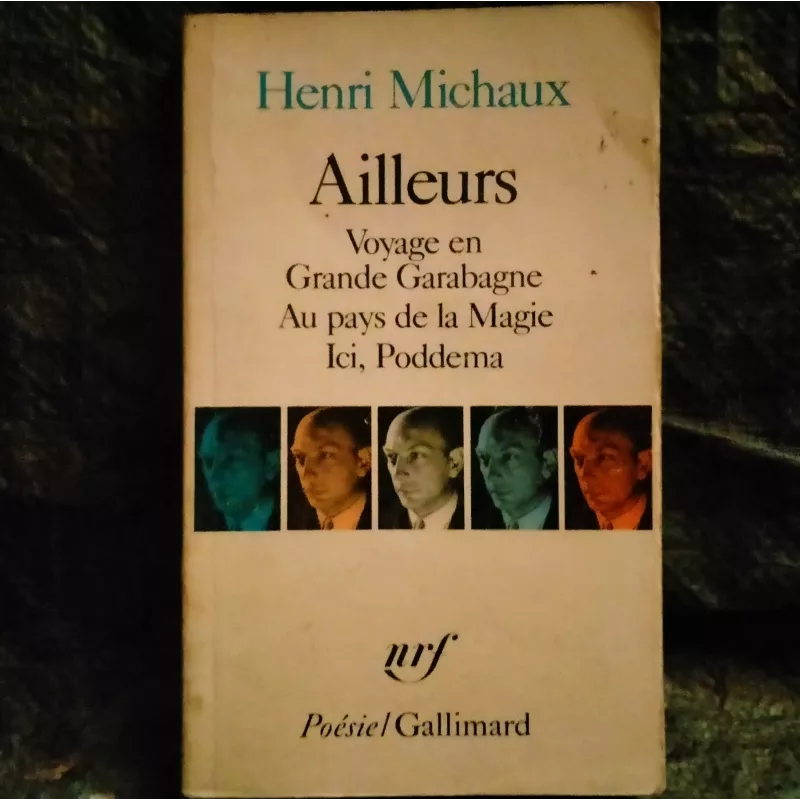 Henri Michaux
Ailleurs
Voyage en
Grande Garabagne
Au pays de la Magie
Ici, Poddema
nrf
Poésie/Gallimard